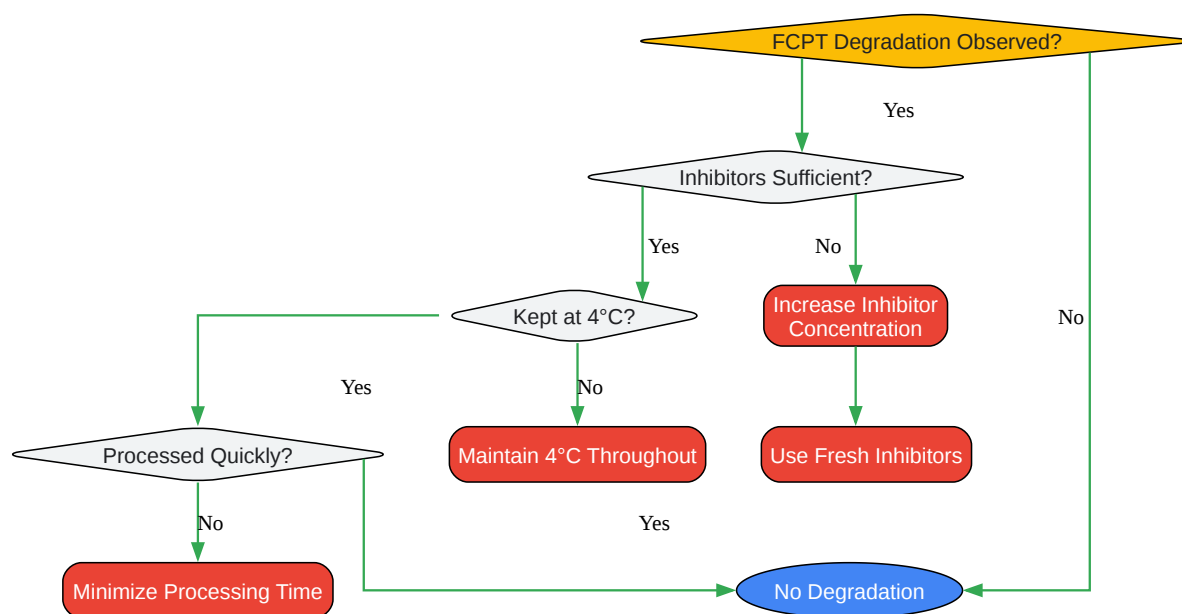 FCPT Degradation Observed?
Yes
Inhibitors Sufficient?
Yes
No
Kept at 4°C?
Increase Inhibitor
Concentration
No
Yes
No
Processed Quickly?
Maintain 4°C Throughout
Use Fresh Inhibitors
No
Yes
Minimize Processing Time
No Degradation